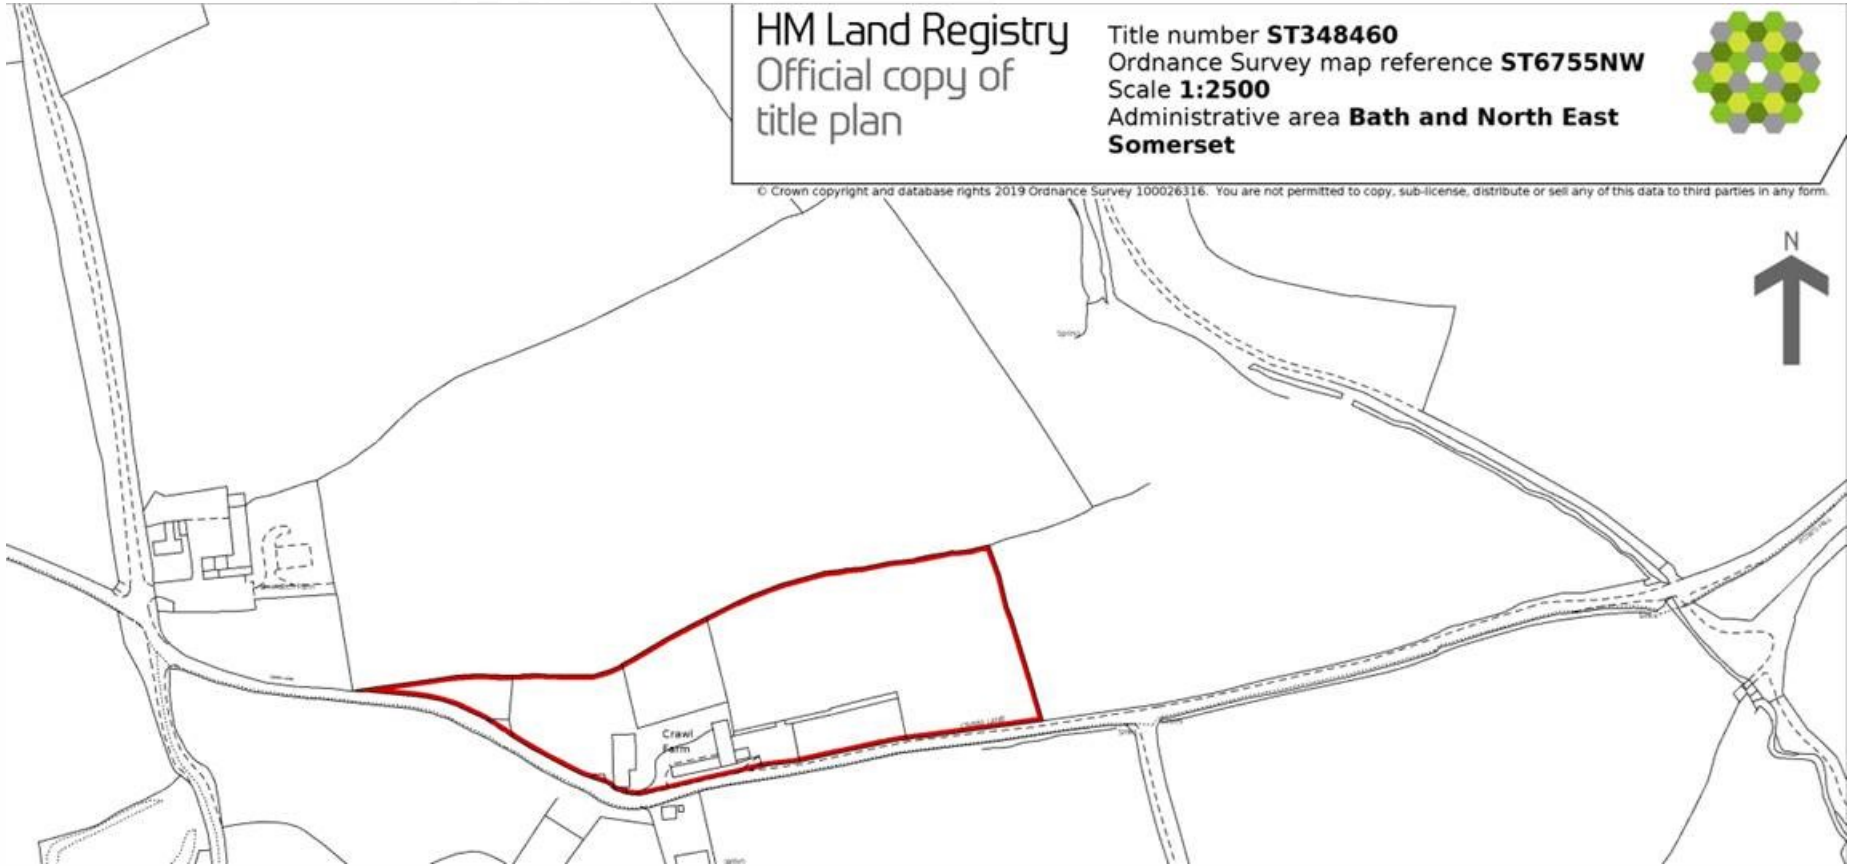 HM Land Registry
Official copy of
title plan
Title number ST348460
Ordnance Survey map reference ST6755NW
Scale 1:2500
Administrative area Bath and North East
Somerset
© Crown copyright and database rights 2019 Ordnance Survey 100026316. You are not permitted to copy, sub-license, distribute or sell any of this data to third parties in any form.
N
Spring
Crawl
Farm